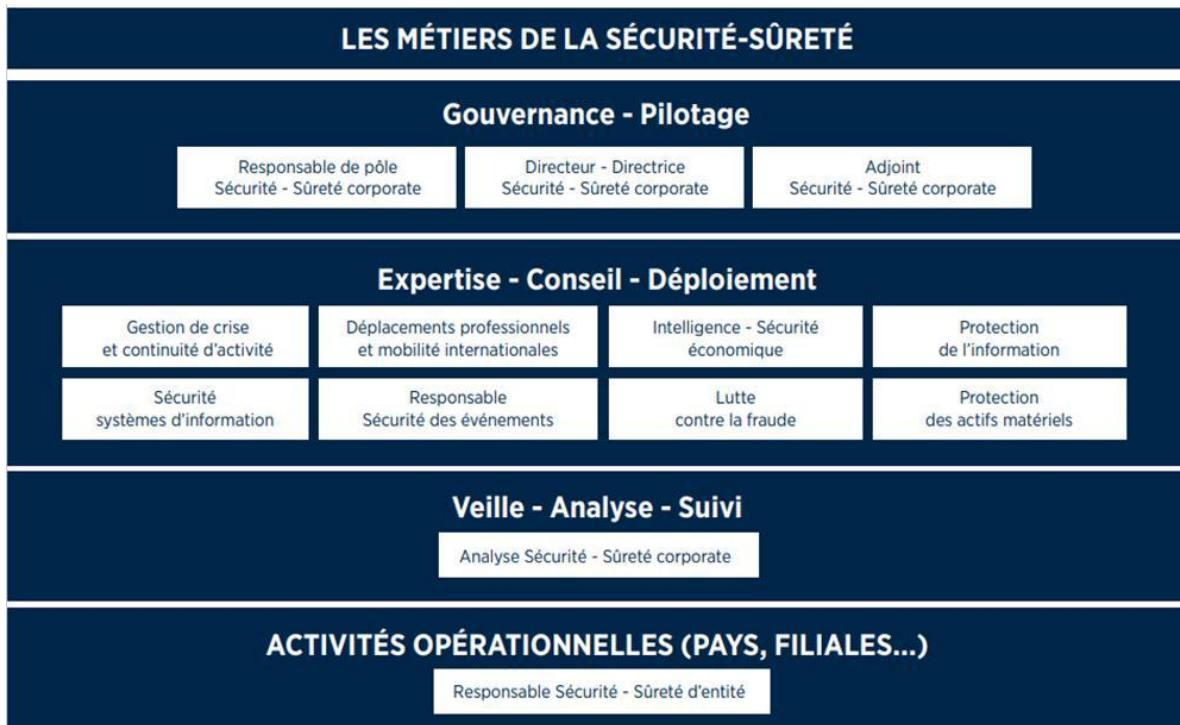 LES MÉTIERS DE LA SÉCURITÉ-SÛRETÉ
Gouvernance - Pilotage
Responsable de pôle
Sécurité - Sûreté corporate
Directeur - Directrice
Sécurité - Sûreté corporate
Adjoint
Sécurité - Sûreté corporate
Expertise - Conseil - Déploiement
Gestion de crise
et continuité d'activité
Déplacements professionnels
et mobilité internationales
Intelligence - Sécurité
économique
Protection
de l'information
Sécurité
systèmes d'information
Responsable
Sécurité des événements
Lutte
contre la fraude
Protection
des actifs matériels
Veille - Analyse - Suivi
Analyse Sécurité - Sûreté corporate
ACTIVITÉS OPÉRATIONNELLES (PAYS, FILIALES...)
Responsable Sécurité - Sûreté d'entité